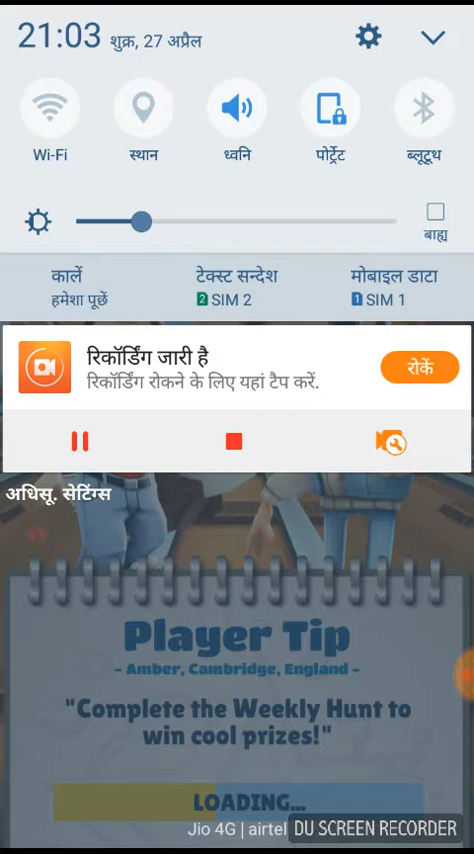 21:03 शुक्र, 27 अप्रैल
Wi-Fi
स्थान
ध्वनि
पोर्ट्रेट
ब्लूटूथ
बाह्य
कालें
हमेशा पूछें
टेक्स्ट सन्देश
2 SIM 2
मोबाइल डाटा
1 SIM 1
रिकॉर्डिंग जारी है
रिकॉर्डिंग रोकने के लिए यहां टैप करें.
रोकें
अधिसू. सेटिंग्स
Player Tip
- Amber, Cambridge, England -
"Complete the Weekly Hunt to
win cool prizes!"
LOADING...
Jio 4G | airtel
DU SCREEN RECORDER